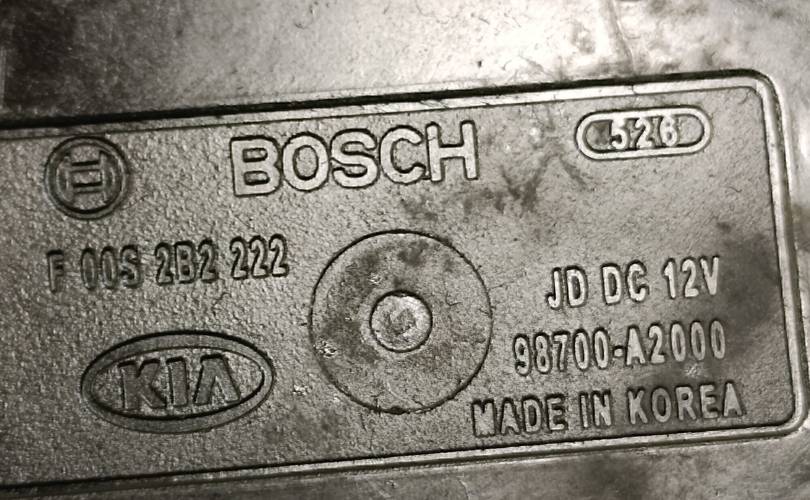 BOSCH
526
F 00S 2B2 222
JD DC 12V
KIA
98700-A2000
MADE IN KOREA